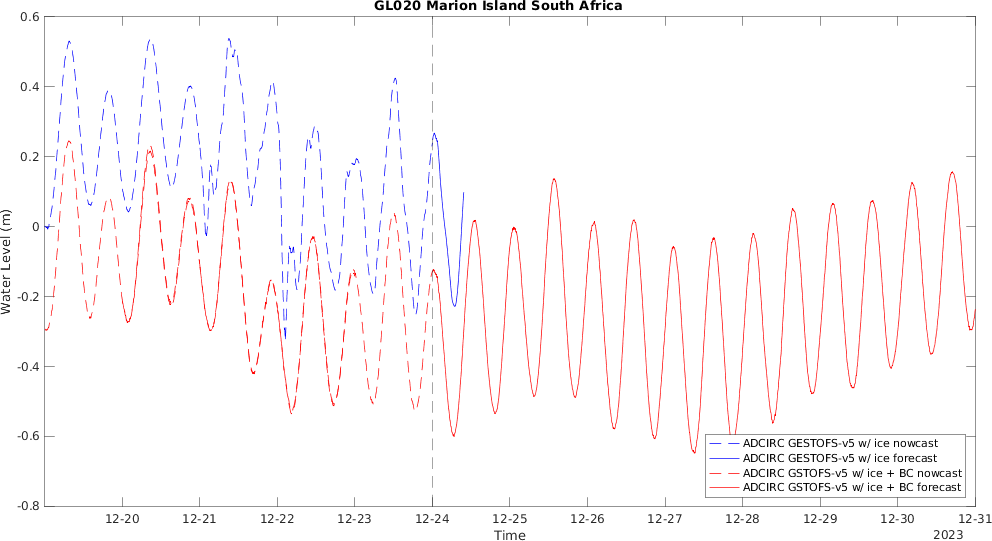 GL020 Marion Island South Africa
0.6
0.4
0.2
0
-0.2
-0.4
-0.6
-0.8
Water Level (m)
ADCIRC GESTOFS-v5 w/ ice nowcast
ADCIRC GESTOFS-v5 w/ ice forecast
ADCIRC GSTOFS-v5 w/ ice + BC nowcast
ADCIRC GSTOFS-v5 w/ ice + BC forecast
12-20 12-21 12-22 12-23 12-24 12-25 12-26 12-27 12-28 12-29 12-30 12-31
Time
2023